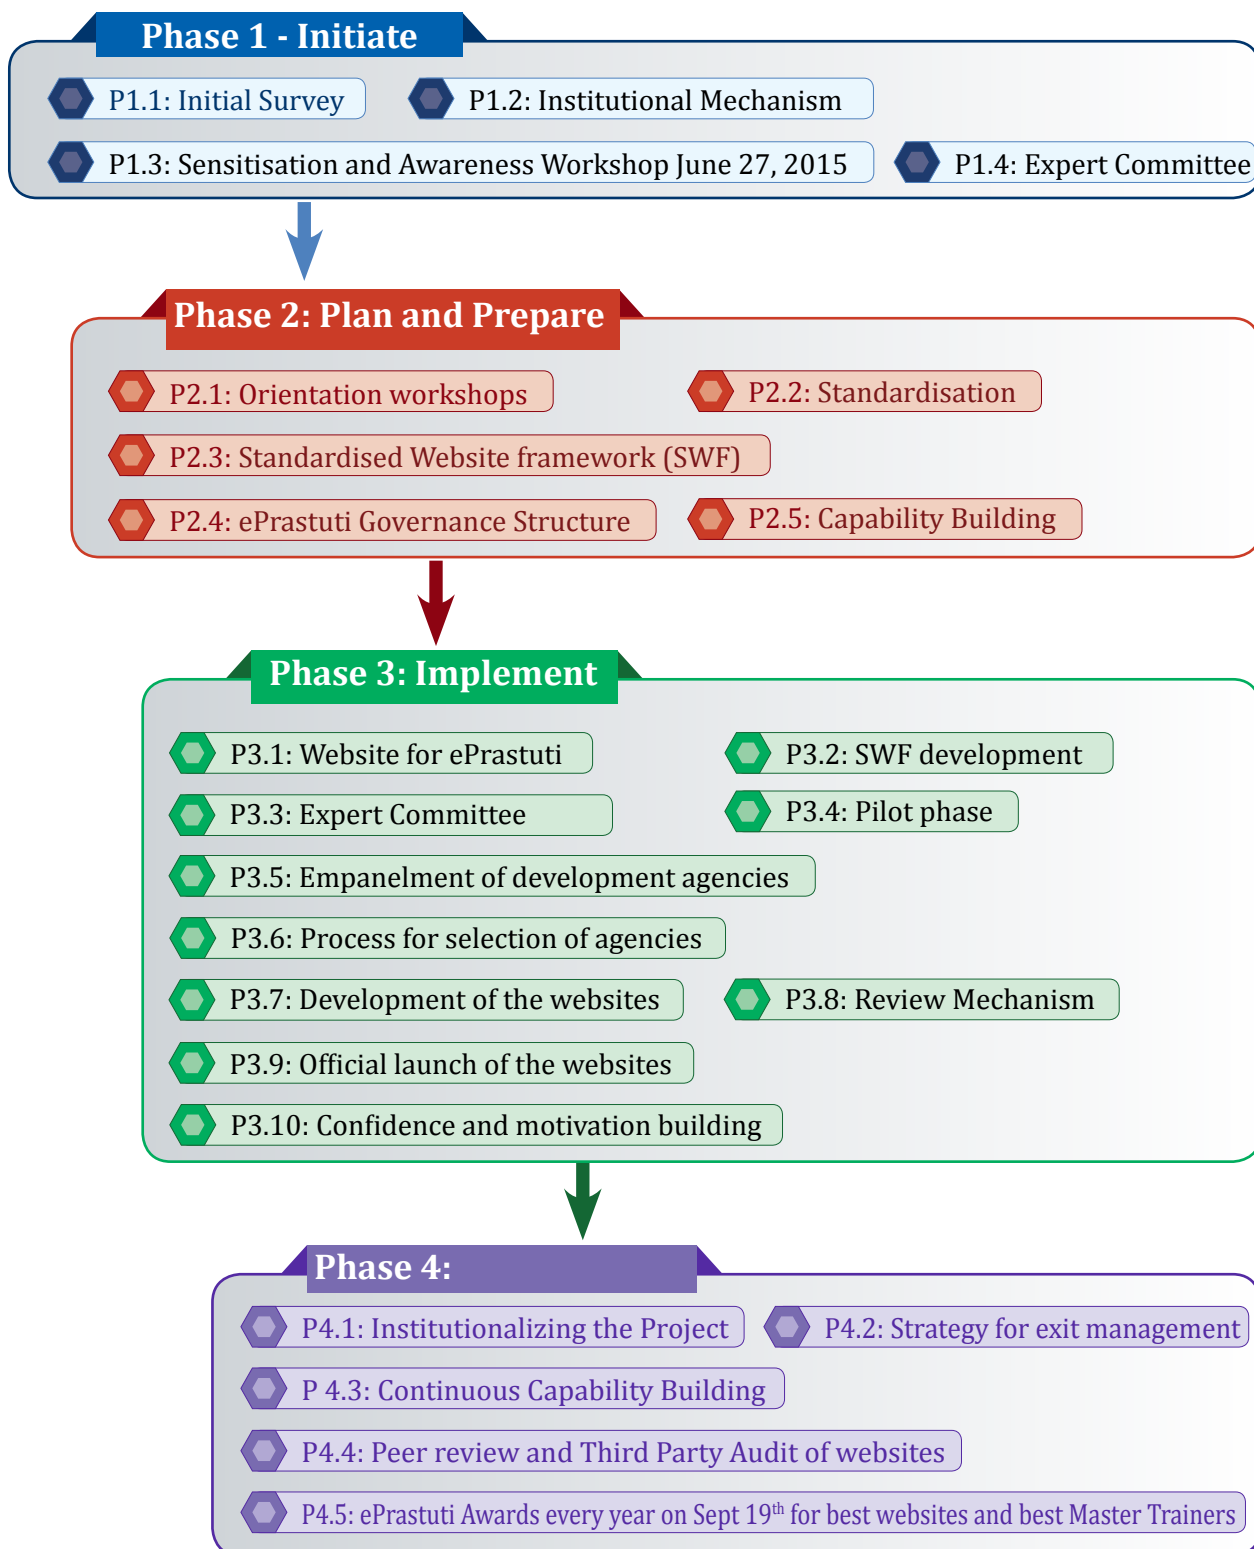 Phase 1 - Initiate
P1.1: Initial Survey
P1.2: Institutional Mechanism
P1.3: Sensitisation and Awareness Workshop June 27, 2015
P1.4: Expert Committee
Phase 2: Plan and Prepare
P2.1: Orientation workshops
P2.2: Standardisation
P2.3: Standardised Website framework (SWF)
P2.4: ePrastuti Governance Structure
P2.5: Capability Building
Phase 3: Implement
P3.1: Website for ePrastuti
P3.2: SWF development
P3.3: Expert Committee
P3.4: Pilot phase
P3.5: Empanelment of development agencies
P3.6: Process for selection of agencies
P3.7: Development of the websites
P3.8: Review Mechanism
P3.9: Official launch of the websites
P3.10: Confidence and motivation building
Phase 4:
P4.1: Institutionalizing the Project
P4.2: Strategy for exit management
P 4.3: Continuous Capability Building
P4.4: Peer review and Third Party Audit of websites
P4.5: ePrastuti Awards every year on Sept 19th for best websites and best Master Trainers